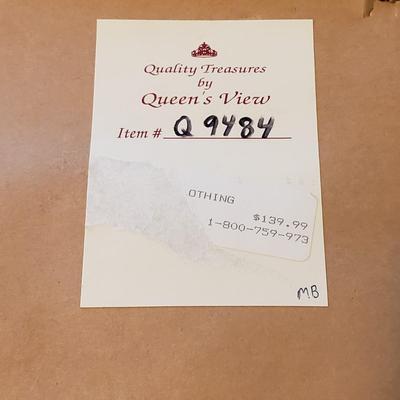 Quality Treasures
by
Queen's View
Item # Q 9484
OTHING
$139.99
1-800-759-973
MB